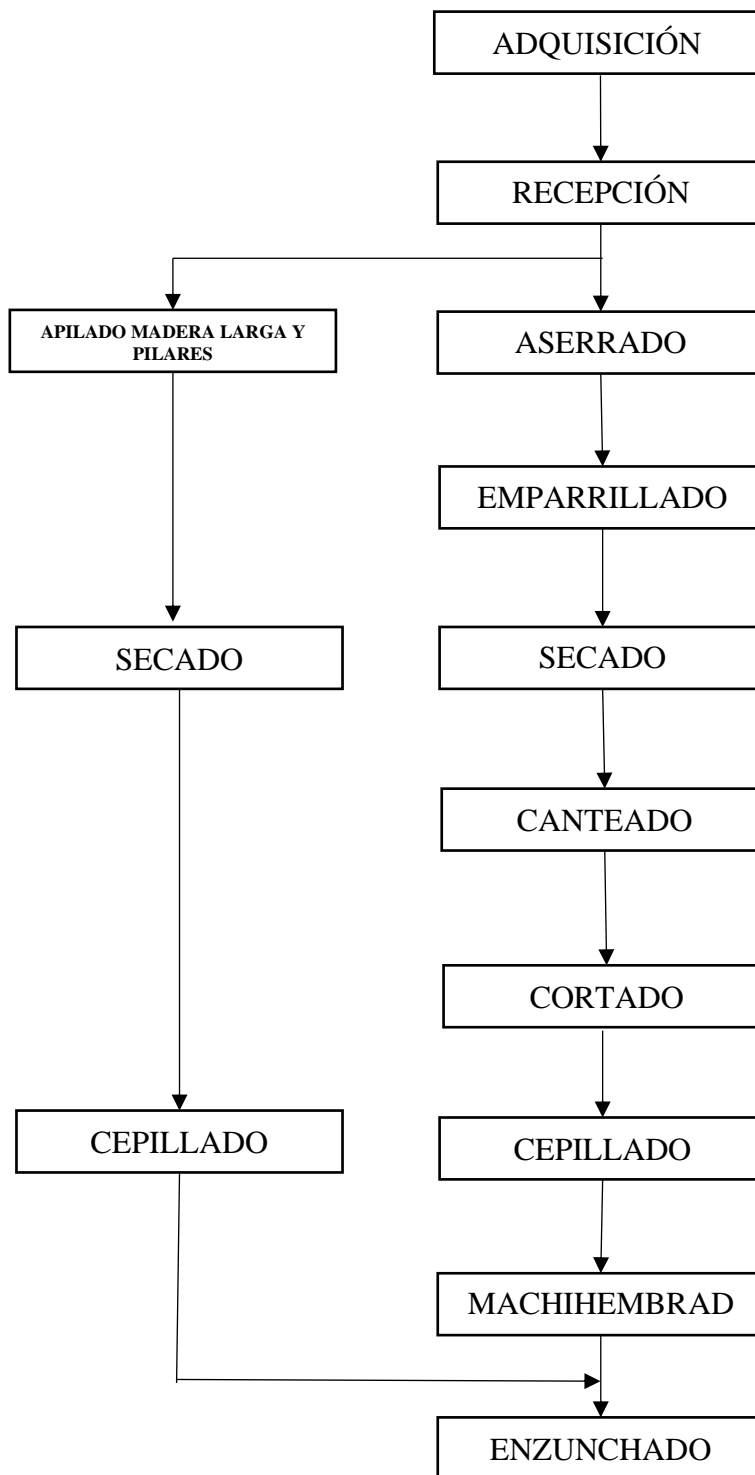 ADQUISICIÓN
RECEPCIÓN
APILADO MADERA LARGA Y
PILARES
ASERRADO
EMPARRILLADO
SECADO
SECADO
CANTEADO
CORTADO
CEPILLADO
CEPILLADO
MACHIHEMBRAD
ENZUNCHADO